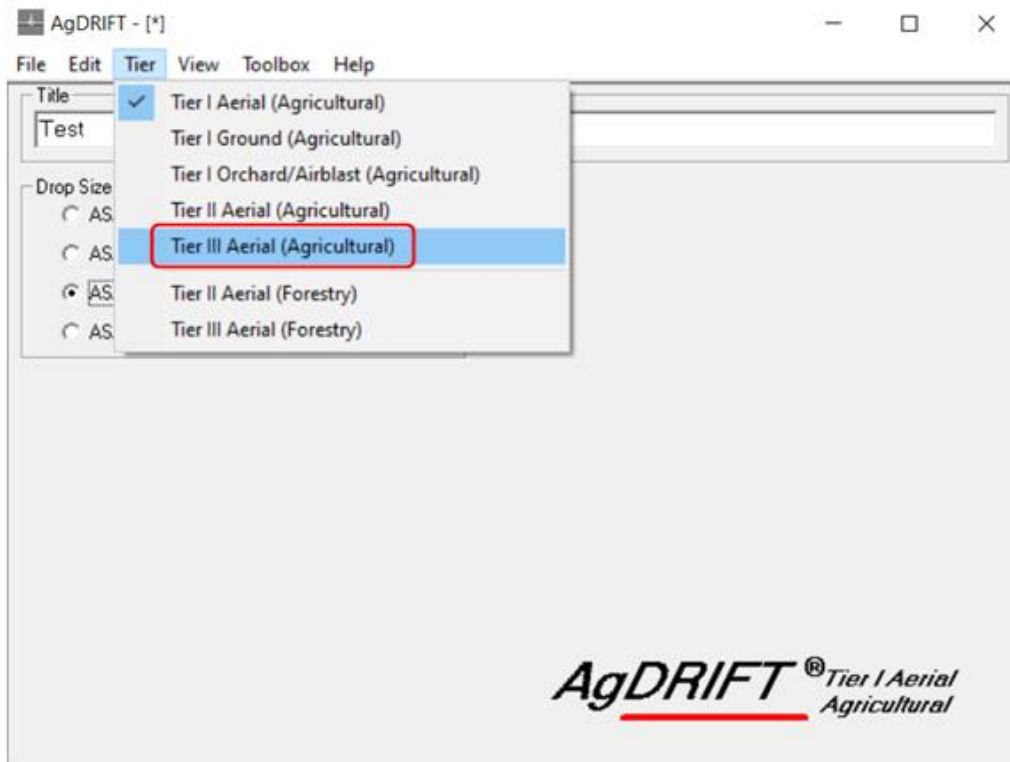 AgDRIFT - [*]
File Edit Tier View Toolbox Help
Title
Test
Tier I Aerial (Agricultural)
Tier I Ground (Agricultural)
Tier I Orchard/Airblast (Agricultural)
Tier II Aerial (Agricultural)
Tier III Aerial (Agricultural)
Tier II Aerial (Forestry)
Tier III Aerial (Forestry)
Drop Size
AS
AS
AS
AS
AgDRIFT® Tier I Aerial
Agricultural